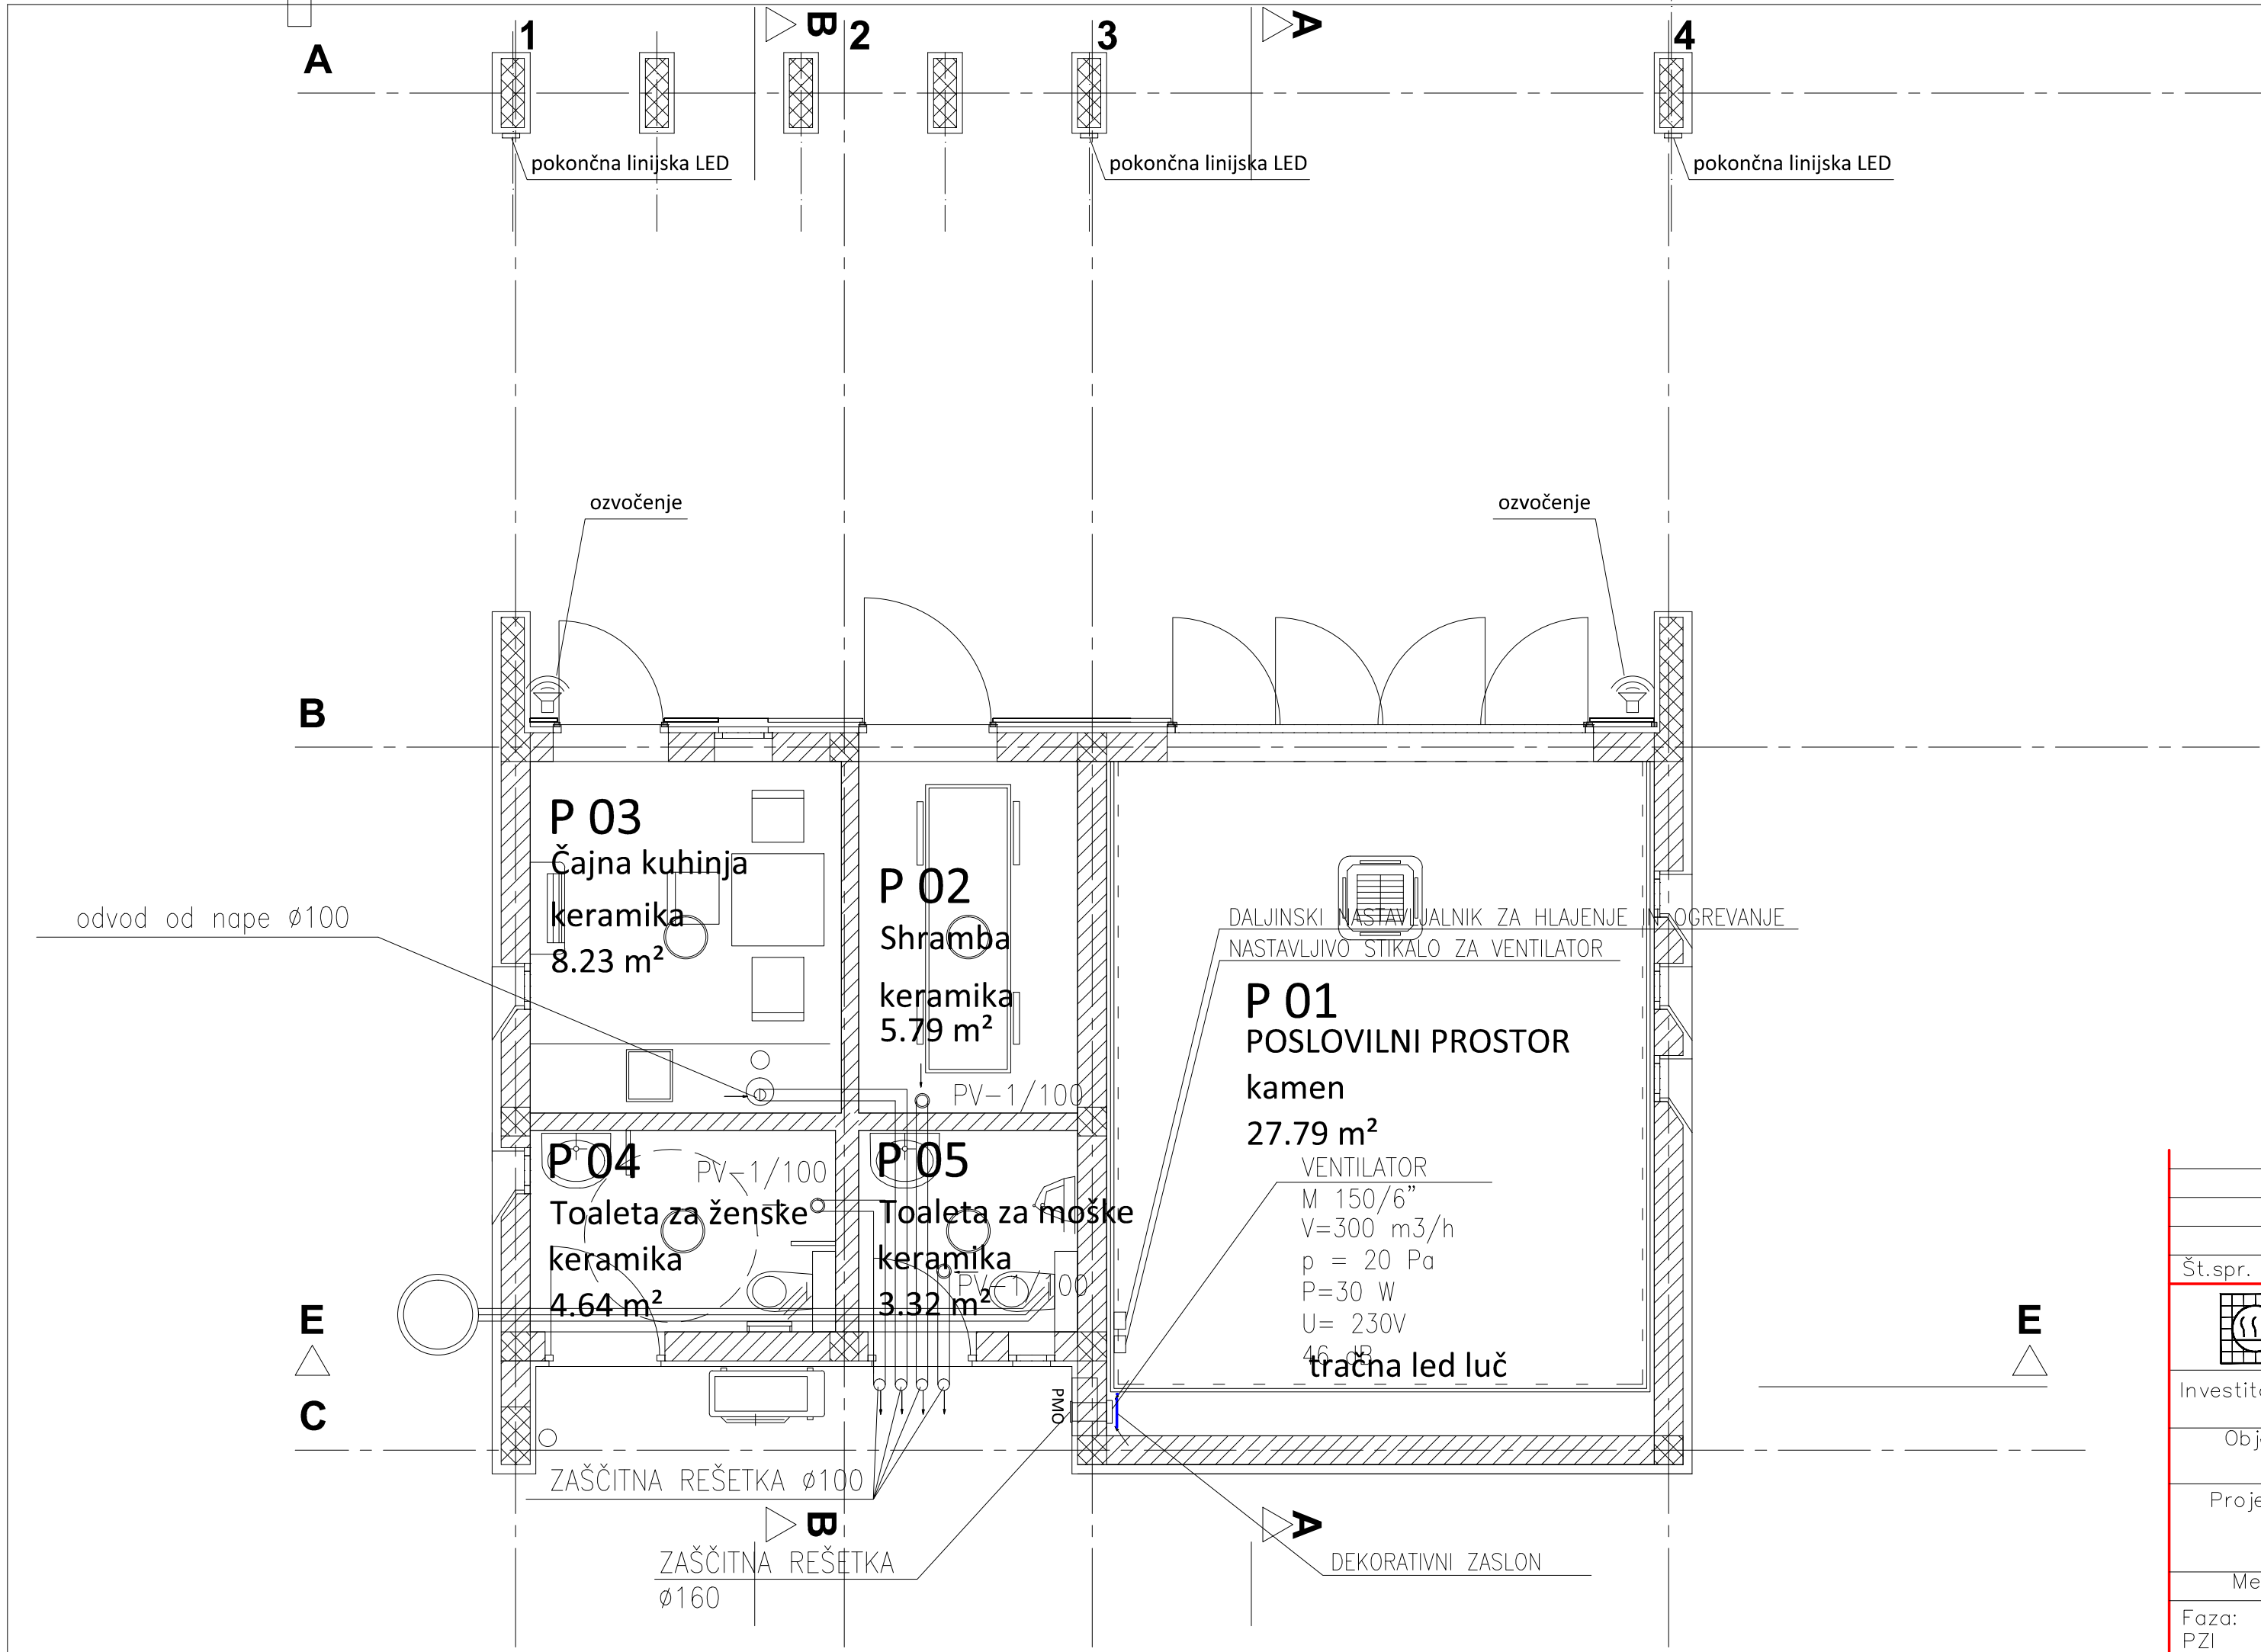 1
B
2
3
A
4
A
pokončna linijska LED
pokončna linijska LED
pokončna linijska LED
ozvočenje
ozvočenje
B
P 03
Čajna kuhinja
keramika
8.23 m²
P 02
Shramba
keramika
5.79 m²
odvod od nape ø100
DALJINSKI NASTAVLJALNIK ZA HLAJENJE IN OGREVANJE
NASTAVLJIVO STIKALO ZA VENTILATOR
P 01
POSLOVILNI PROSTOR
kamen
27.79 m²
PV-1/100
P 04
PV-1/100
Toaleta za ženske
keramika
4.64 m²
P 05
Toaleta za moške
keramika
PV-1/100
3.32 m²
VENTILATOR
M 150/6”
V=300 m3/h
p = 20 Pa
P=30 W
U= 230V
46 dB
tračna led luč
E
E
C
PMO
ZAŠČITNA REŠETKA ø100
B
A
ZAŠČITNA REŠETKA
ø160
DEKORATIVNI ZASLON
Št.spr.
Faza:
PZI